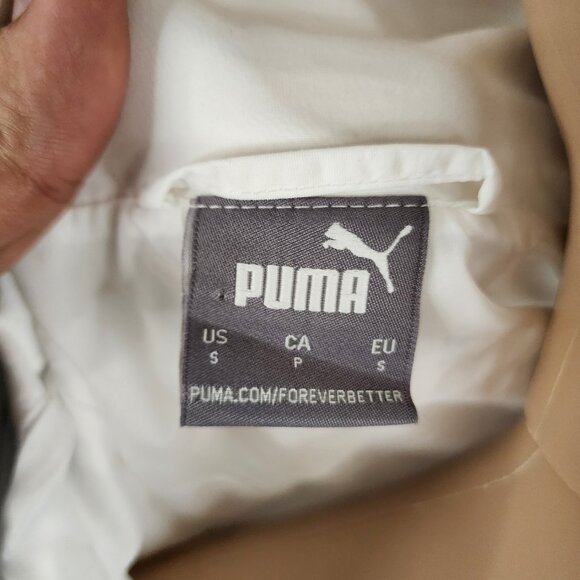 PUMA
US CA EU
S P S
PUMA.COM/FOREVERBETTER